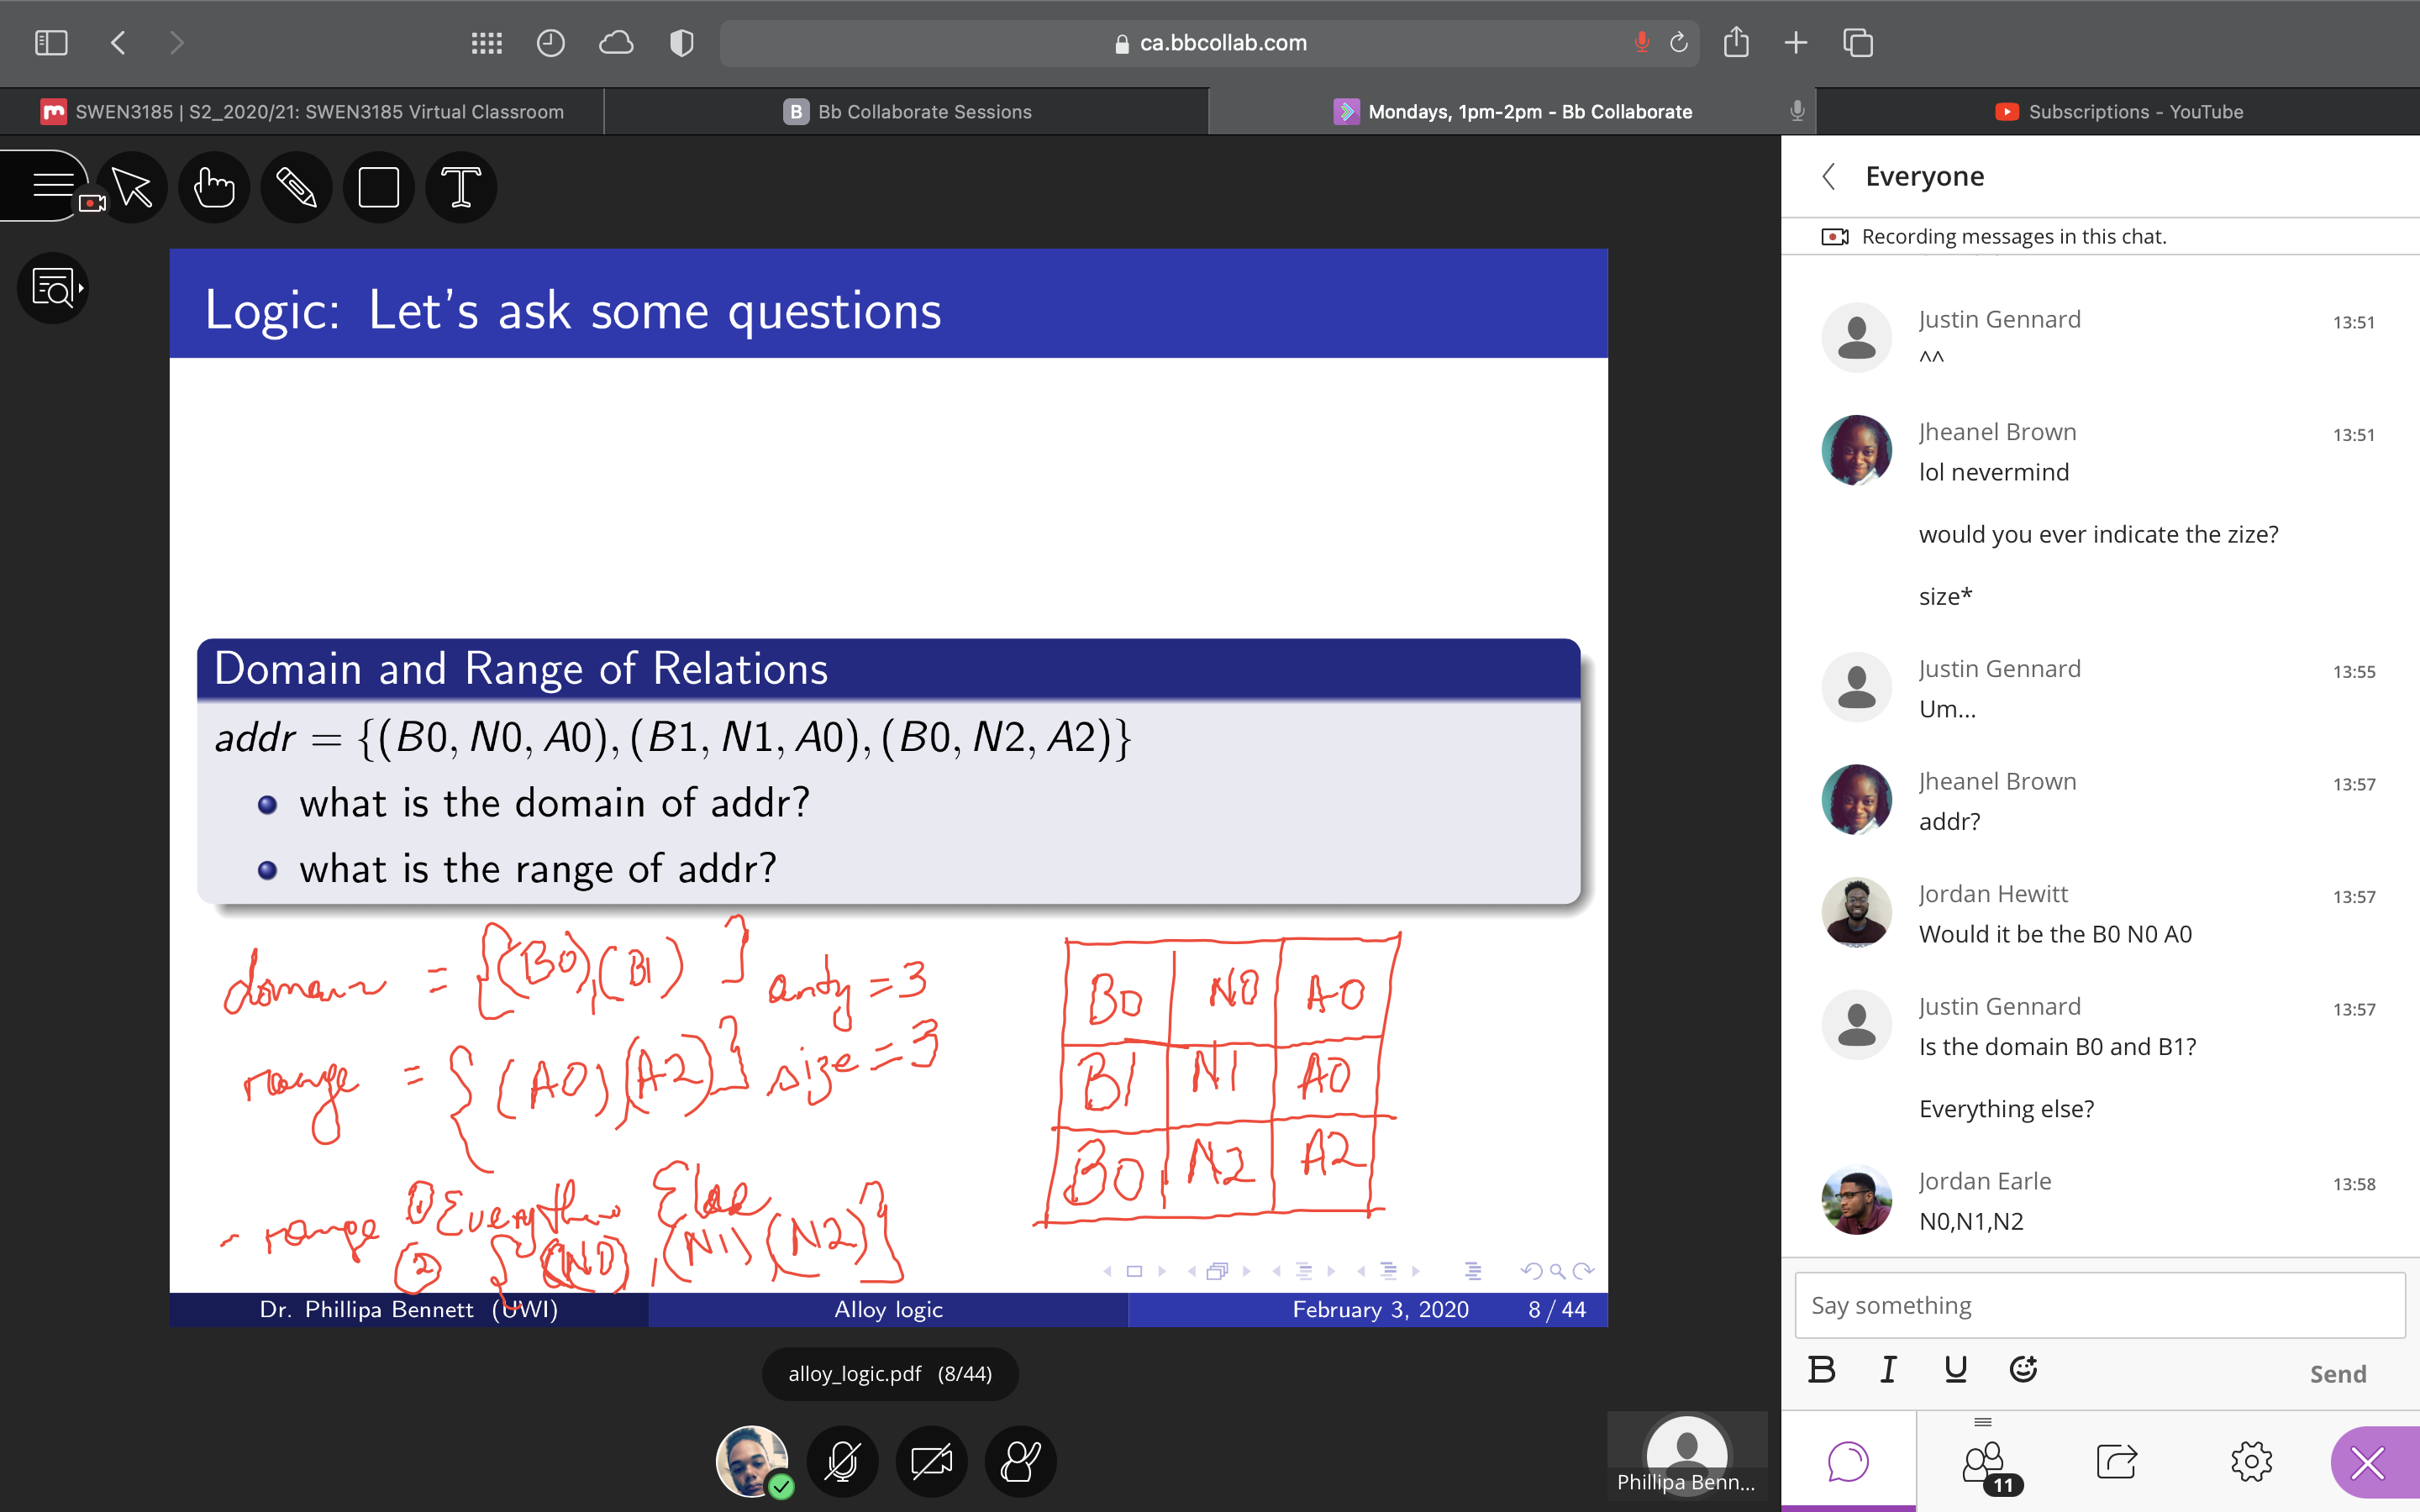 ca.bbcollab.com
SWEN3185 | S2_2020/21: SWEN3185 Virtual Classroom
B Bb Collaborate Sessions
Mondays, 1pm-2pm - Bb Collaborate
Subscriptions - YouTube
T
Logic: Let's ask some questions
Domain and Range of Relations
addr = {(B0, N0, A0), (B1, N1, A0), (B0, N2, A2)}
what is the domain of addr?
what is the range of addr?
domain = {(B0),(B1)} arity = 3
range = {(A0)(A2)} size = 3
- range ① Everything Else
② {(N0),(N1)(N2)}
B0 N0 A0
B1 N1 A0
B0 N2 A2
Dr. Phillipa Bennett (UWI) Alloy logic February 3, 2020 8 / 44
alloy_logic.pdf (8/44)
Phillipa Benn...
Everyone
Recording messages in this chat.
Justin Gennard 13:51
^^
Jheanel Brown 13:51
lol nevermind
would you ever indicate the zize?
size*
Justin Gennard 13:55
Um...
Jheanel Brown 13:57
addr?
Jordan Hewitt 13:57
Would it be the B0 N0 A0
Justin Gennard 13:57
Is the domain B0 and B1?
Everything else?
Jordan Earle 13:58
N0,N1,N2
Say something
B I U Send
11